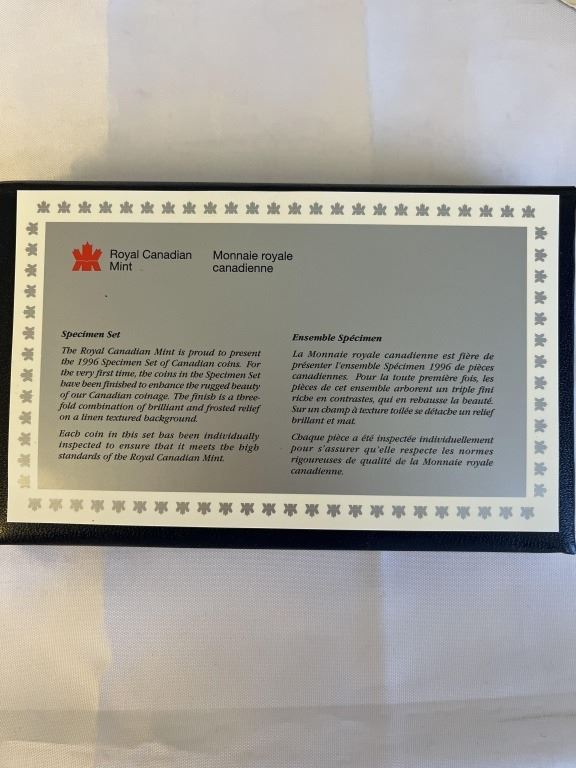 Royal Canadian
Mint
Monnaie royale
canadienne
Specimen Set
The Royal Canadian Mint is proud to present
the 1996 Specimen Set of Canadian coins. For
the very first time, the coins in the Specimen Set
have been finished to enhance the rugged beauty
of our Canadian coinage. The finish is a three-
fold combination of brilliant and frosted relief
on a linen textured background.
Each coin in this set has been individually
inspected to ensure that it meets the high
standards of the Royal Canadian Mint.
Ensemble Spécimen
La Monnaie royale canadienne est fière de
présenter l'ensemble Spécimen 1996 de pièces
canadiennes. Pour la toute première fois, les
pièces de cet ensemble arborent un triple fini
riche en contrastes, qui en rehausse la beauté.
Sur un champ à texture toilée se détache un relief
brillant et mat.
Chaque pièce a été inspectée individuellement
pour s'assurer qu'elle respecte les normes
rigoureuses de qualité de la Monnaie royale
canadienne.